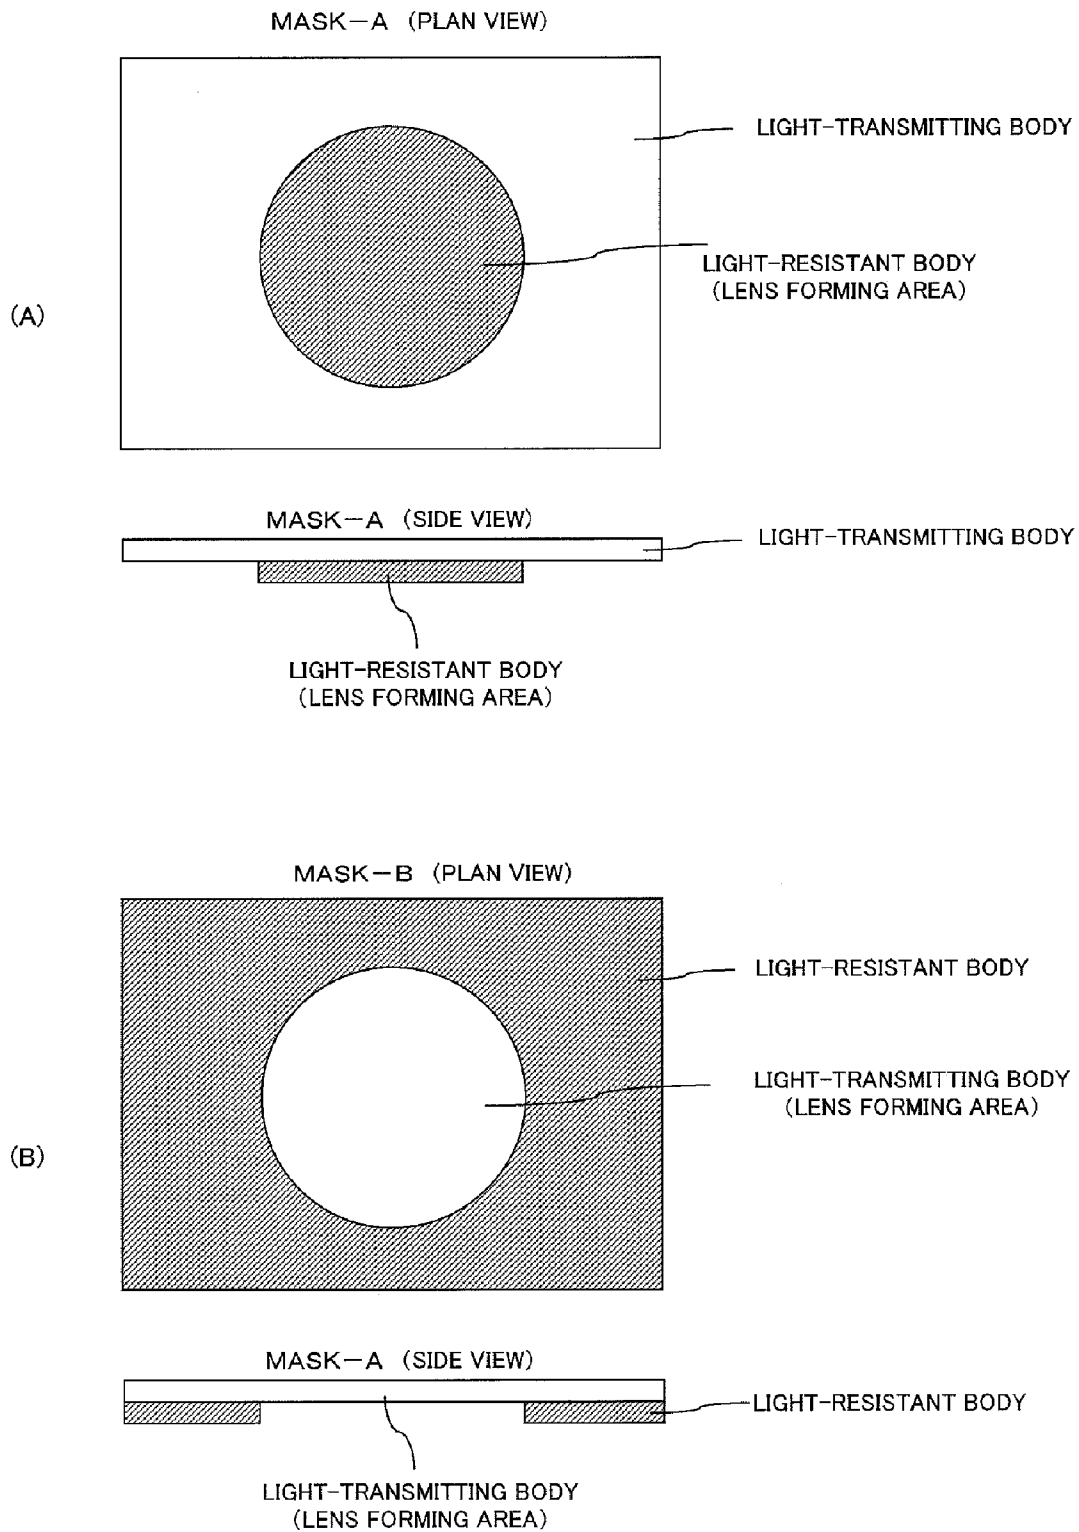 MASK-A (PLAN VIEW)
LIGHT-TRANSMITTING BODY
LIGHT-RESISTANT BODY
(LENS FORMING AREA)
(A)
MASK-A (SIDE VIEW)
LIGHT-TRANSMITTING BODY
LIGHT-RESISTANT BODY
(LENS FORMING AREA)
MASK-B (PLAN VIEW)
LIGHT-RESISTANT BODY
LIGHT-TRANSMITTING BODY
(LENS FORMING AREA)
(B)
MASK-A (SIDE VIEW)
LIGHT-RESISTANT BODY
LIGHT-TRANSMITTING BODY
(LENS FORMING AREA)